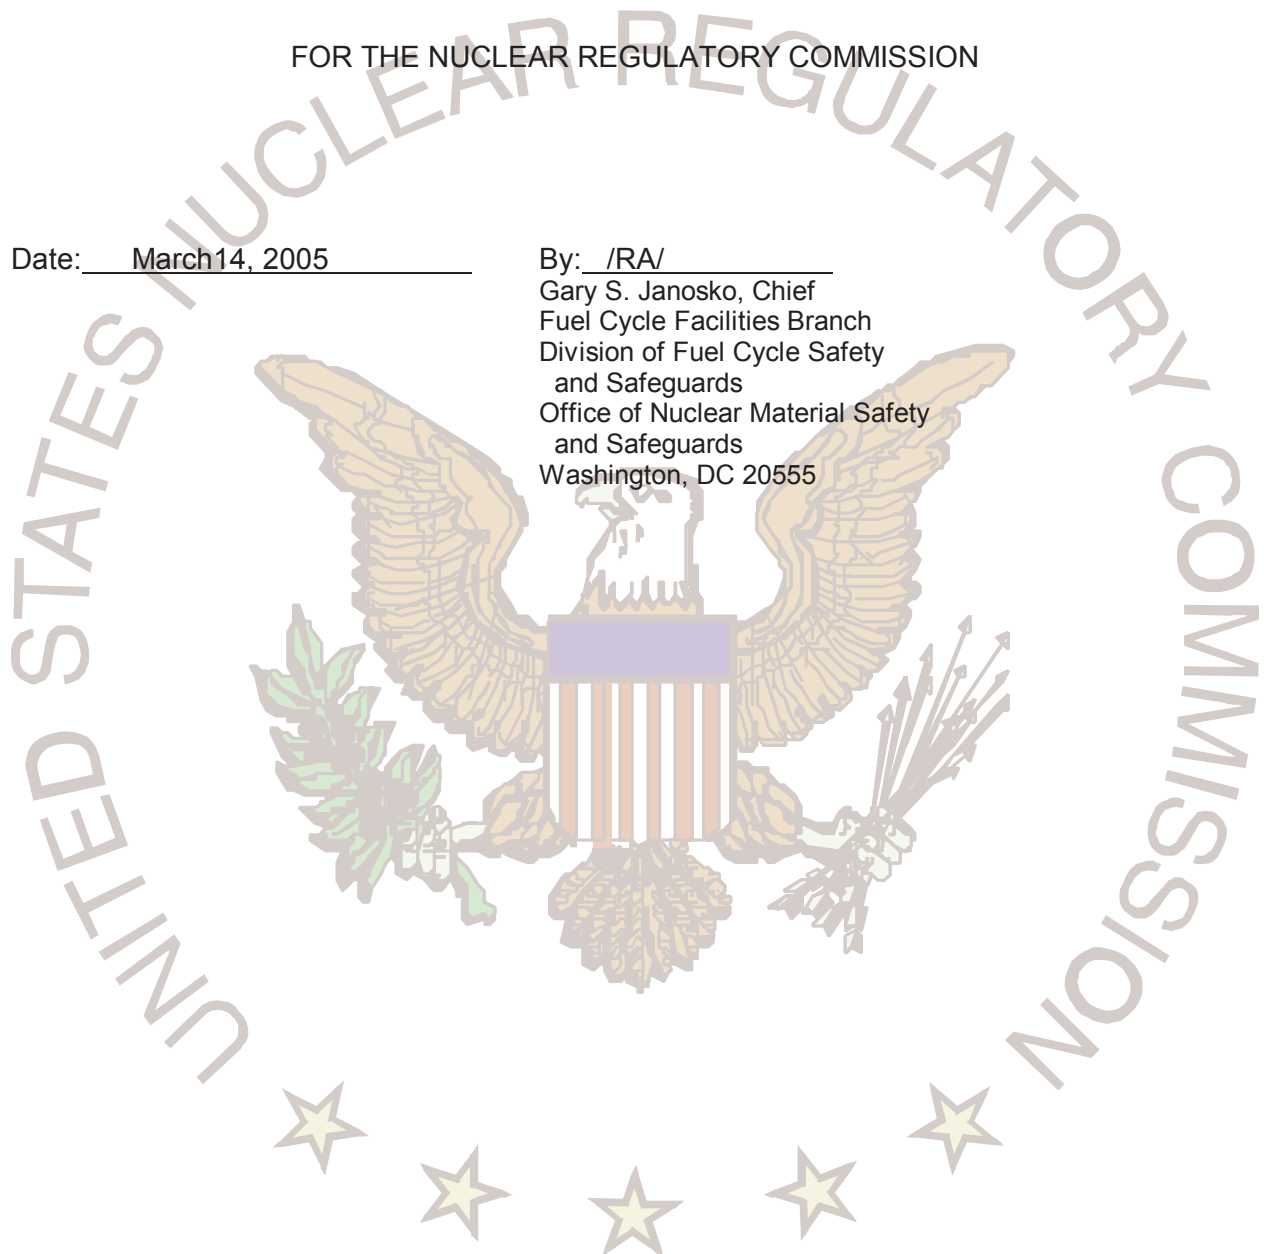 FOR THE NUCLEAR REGULATORY COMMISSION
UNITED STATES NUCLEAR REGULATORY COMMISSION
Date: March14, 2005 By: /RA/
Gary S. Janosko, Chief
Fuel Cycle Facilities Branch
Division of Fuel Cycle Safety
and Safeguards
Office of Nuclear Material Safety
and Safeguards
Washington, DC 20555